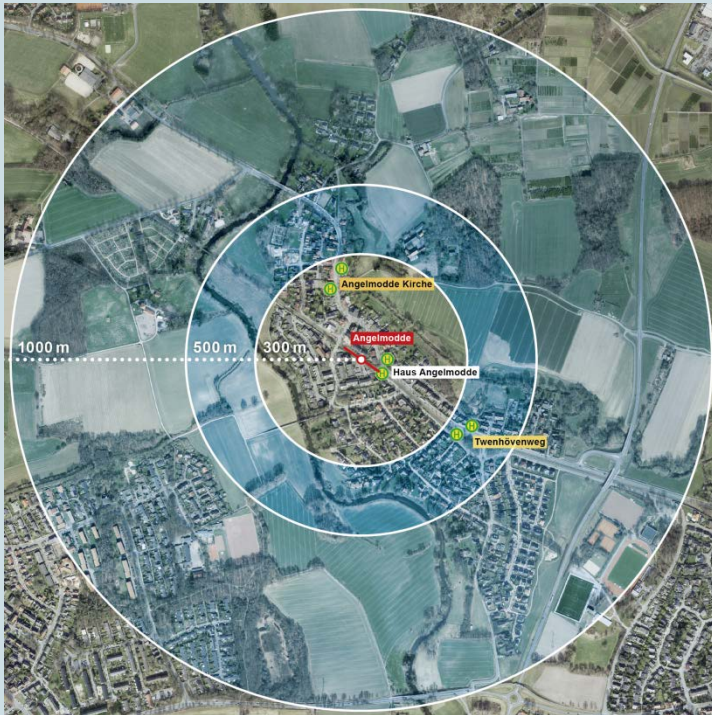 H
H
Angelmodde Kirche
Angelmodde
1000 m
500 m
300 m
H
H
Haus Angelmodde
H
H
Twenhövenweg